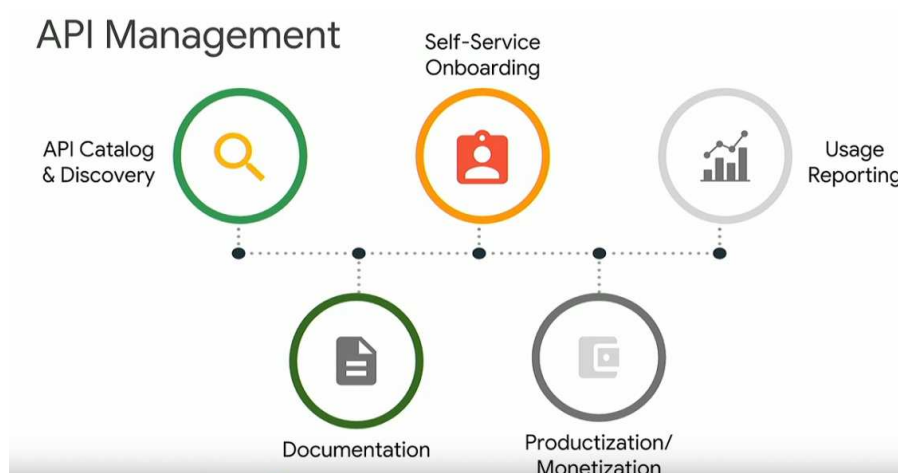 API Management
API Catalog
& Discovery
Self-Service
Onboarding
Usage
Reporting
Documentation
Productization/
Monetization